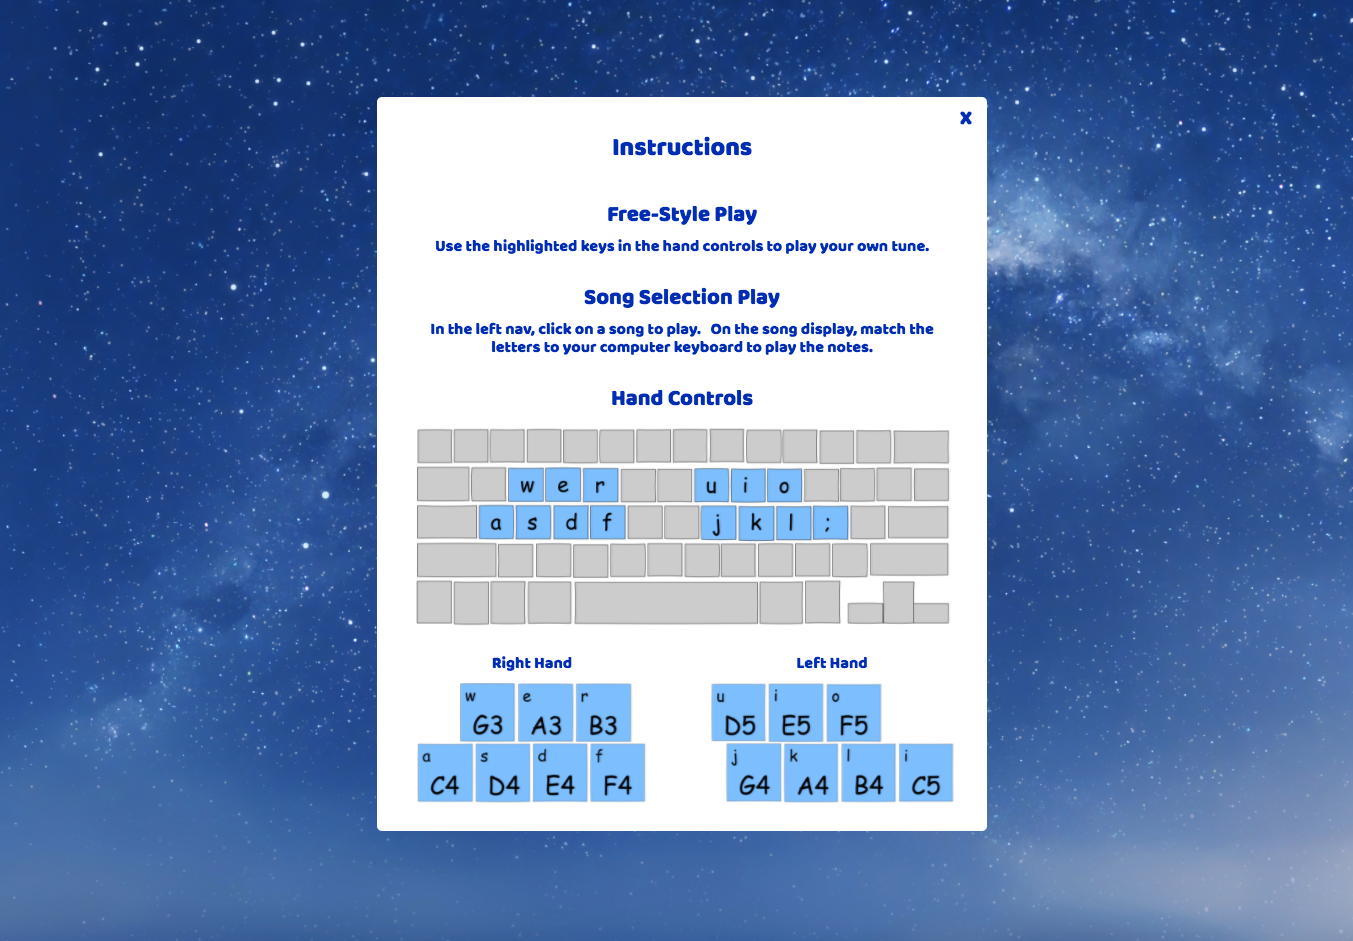 x
Instructions
Free-Style Play
Use the highlighted keys in the hand controls to play your own tune.
Song Selection Play
In the left nav, click on a song to play. On the song display, match the
letters to your computer keyboard to play the notes.
Hand Controls
w e r u i o
a s d f j k l ;
Right Hand Left Hand
w e r u i o
G3 A3 B3 D5 E5 F5
a s d f j k l i
C4 D4 E4 F4 G4 A4 B4 C5